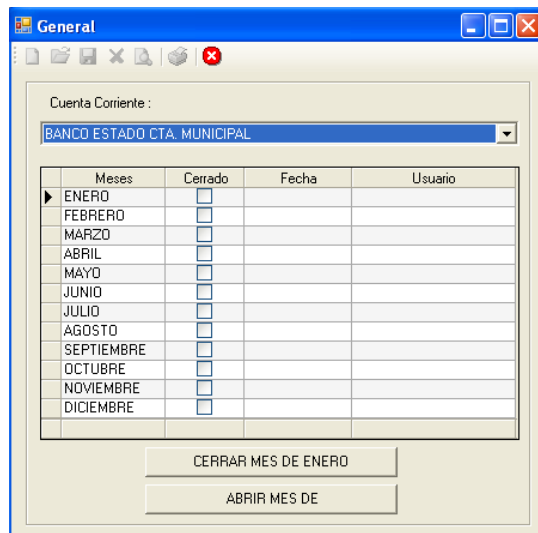 General
Cuenta Corriente :
BANCO ESTADO CTA. MUNICIPAL
Meses Cerrado Fecha Usuario
ENERO
FEBRERO
MARZO
ABRIL
MAYO
JUNIO
JULIO
AGOSTO
SEPTIEMBRE
OCTUBRE
NOVIEMBRE
DICIEMBRE
CERRAR MES DE ENERO
ABRIR MES DE